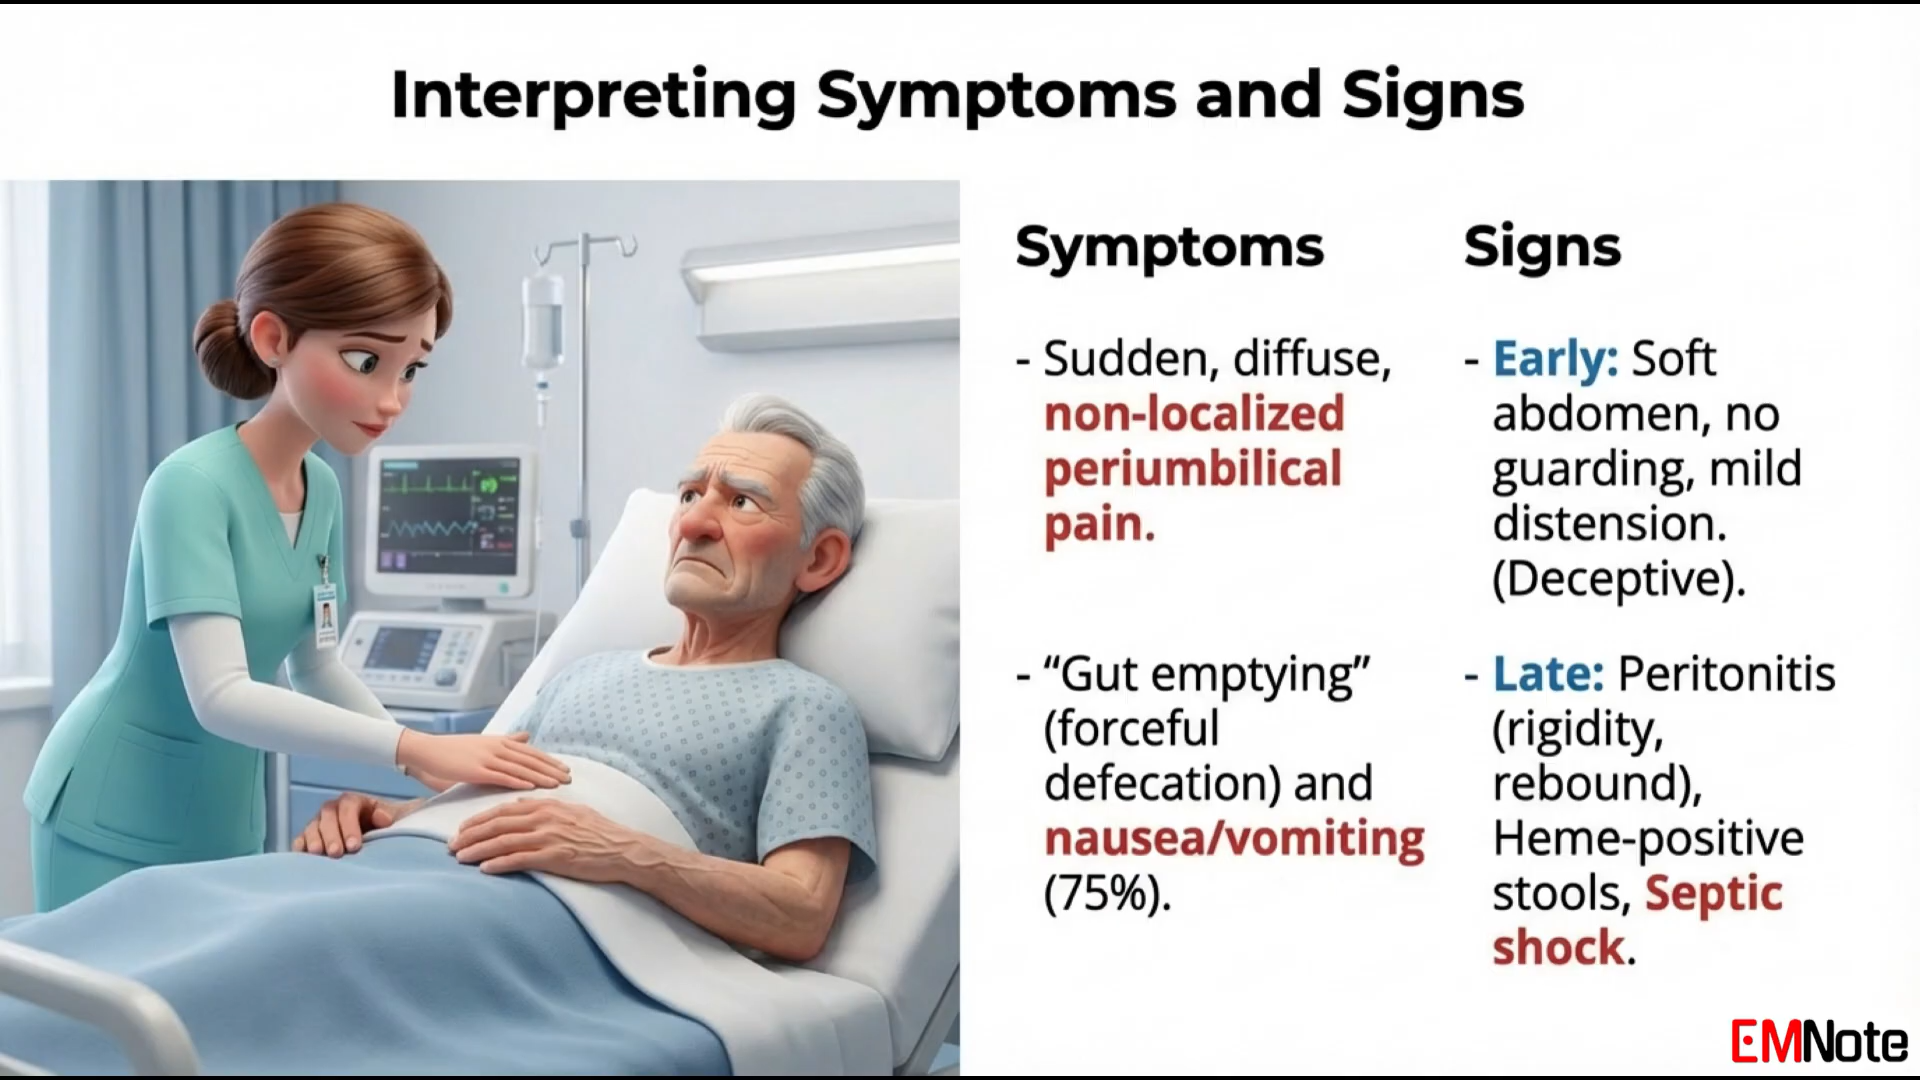 Interpreting Symptoms and Signs
Symptoms
- Sudden, diffuse,
non-localized
periumbilical
pain.
- “Gut emptying”
(forceful
defecation) and
nausea/vomiting
(75%).
Signs
- Early: Soft
abdomen, no
guarding, mild
distension.
(Deceptive).
- Late: Peritonitis
(rigidity,
rebound),
Heme-positive
stools, Septic
shock.
EMNote